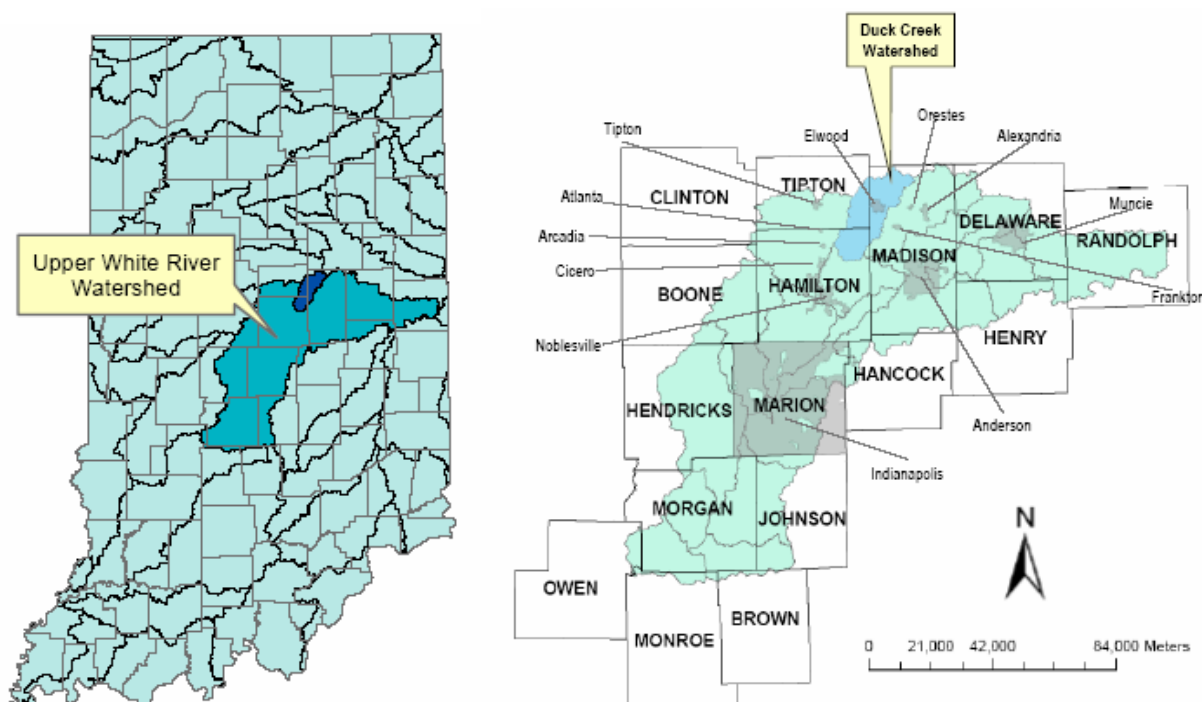 Upper White River
Watershed
Duck Creek
Watershed
Orestes
Tipton
Elwood
Alexandria
CLINTON
TIPTON
Atlanta
DELAWARE
Muncie
Arcadia
RANDOLPH
MADISON
Cicero
BOONE
HAMILTON
Frankton
Noblesville
HENRY
HANCOCK
HENDRICKS
MARION
Anderson
Indianapolis
MORGAN
JOHNSON
N
OWEN
BROWN
MONROE
0 21,000 42,000 84,000 Meters